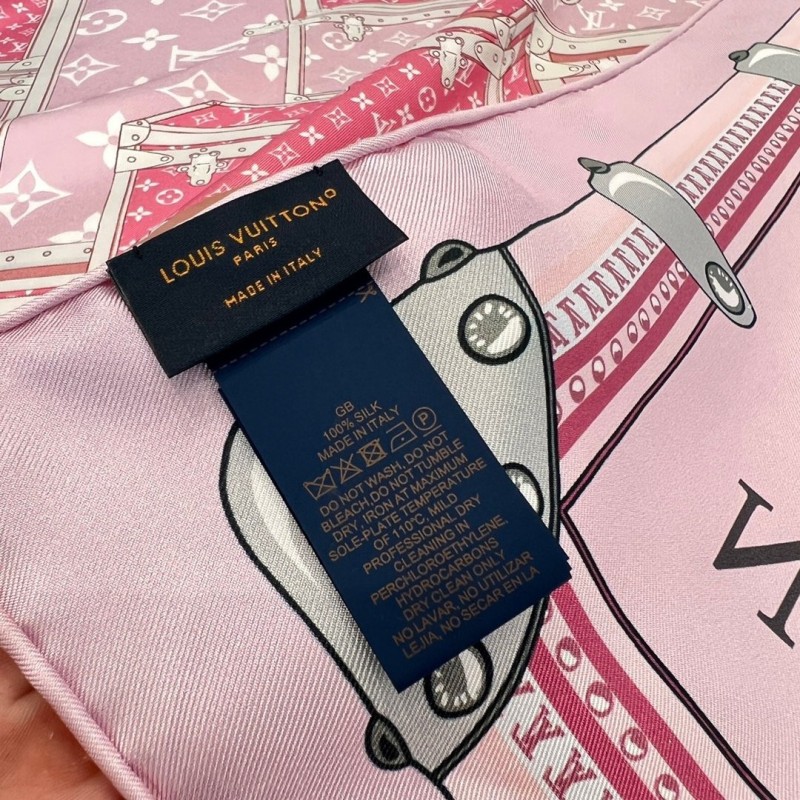 LOUIS VUITTON
PARIS
MADE IN ITALY
GB
100% SILK
MADE IN ITALY
P
DO NOT WASH, DO NOT
BLEACH.DO NOT TUMBLE
DRY, IRON AT MAXIMUM
SOLE-PLATE TEMPERATURE
OF 110°C, MILD
PROFESSIONAL DRY
CLEANING IN
PERCHLOROETHYLENE.
HYDROCARBONS
DRY CLEAN ONLY
NO LAVAR, NO UTILIZAR
LEJIA, NO SECAR EN LA